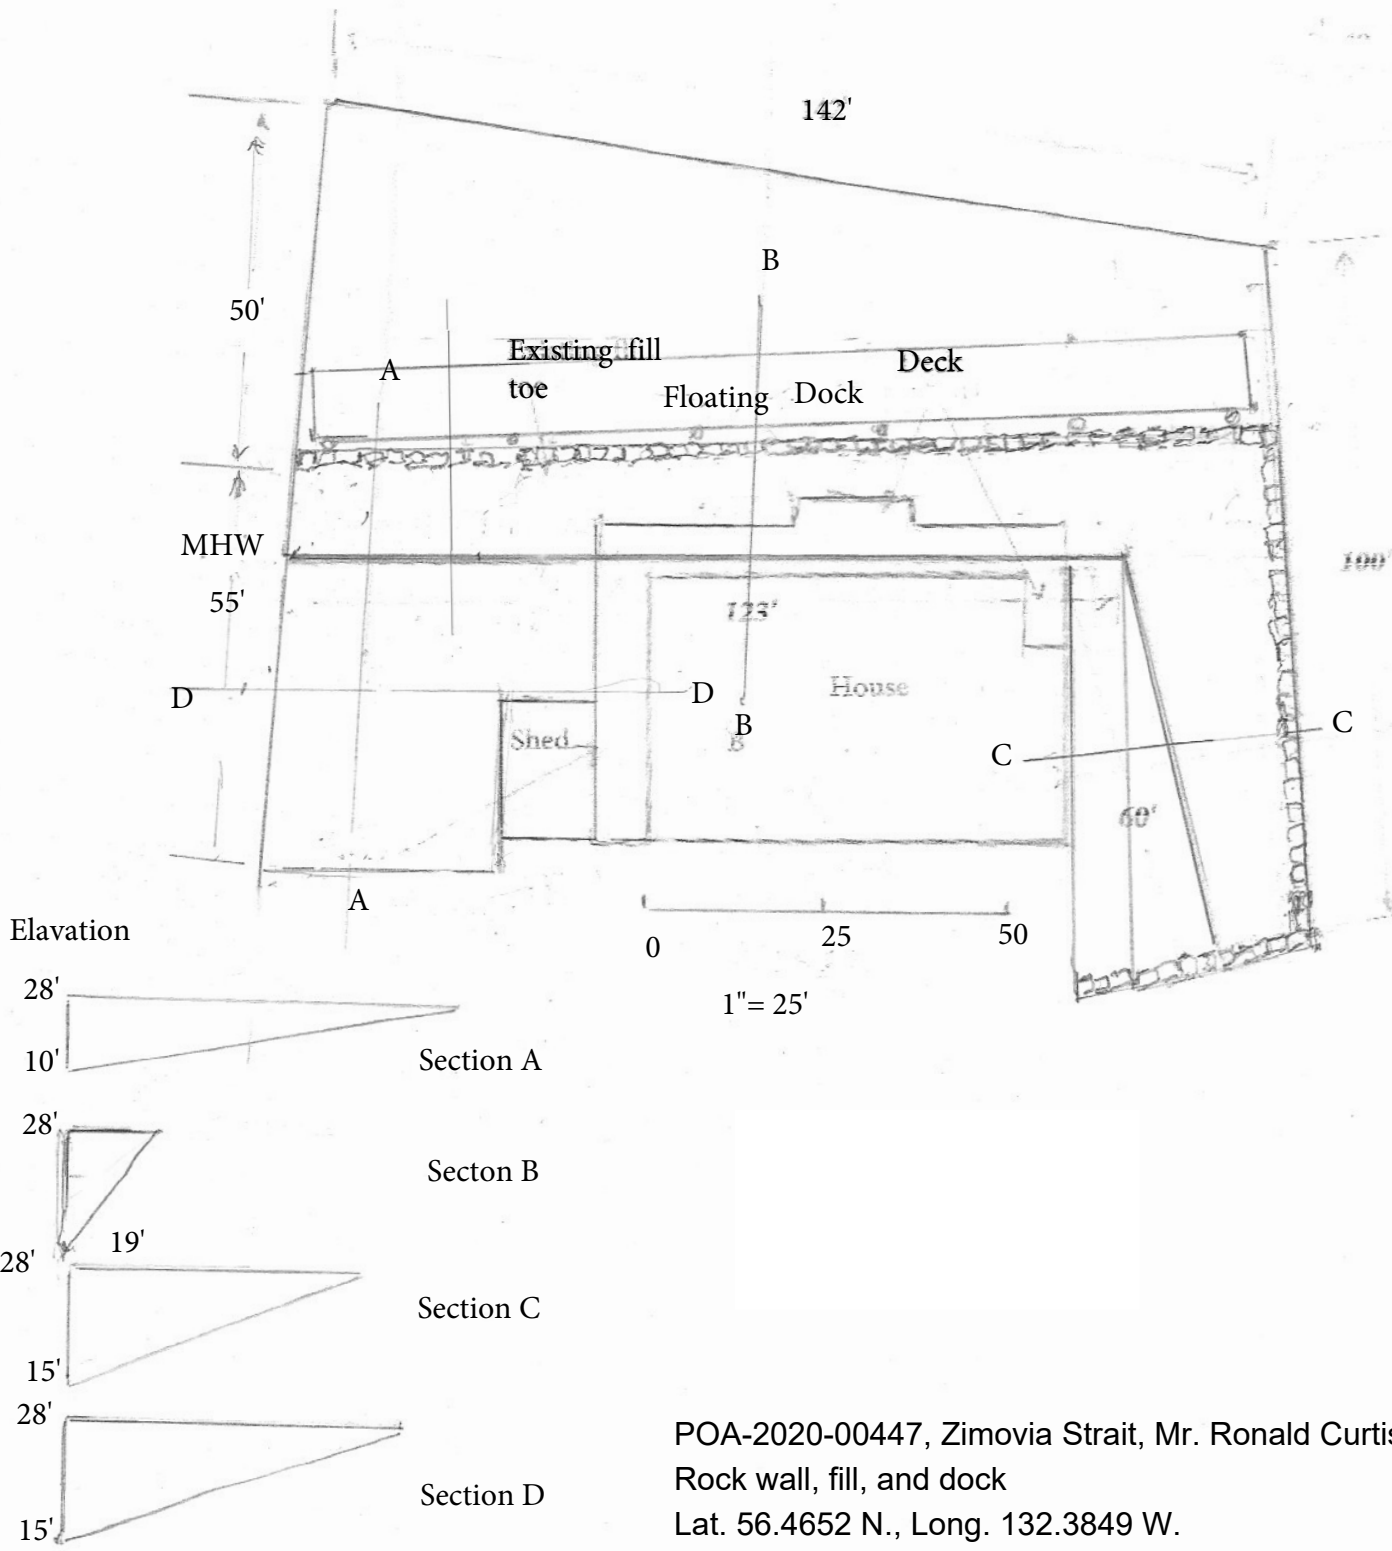 142'
B
50'
Existing fill
toe
A
Deck
Floating Dock
MHW
55'
123'
100'
D
D
House
B
B
Shed
C
C
60'
A
0
25
50
1"= 25'
Elavation
28'
10'
Section A
28'
Secton B
19'
28'
Section C
15'
28'
Section D
15'
POA-2020-00447, Zimovia Strait, Mr. Ronald Curtis
Rock wall, fill, and dock
Lat. 56.4652 N., Long. 132.3849 W.